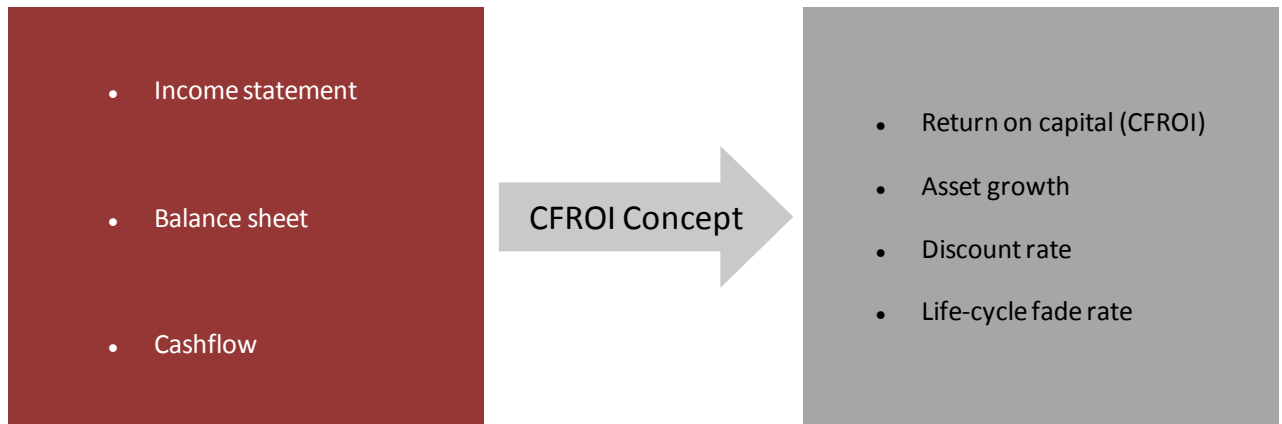 Income statement
Balance sheet
Cashflow
CFROI Concept
Return on capital (CFROI)
Asset growth
Discount rate
Life-cycle fade rate